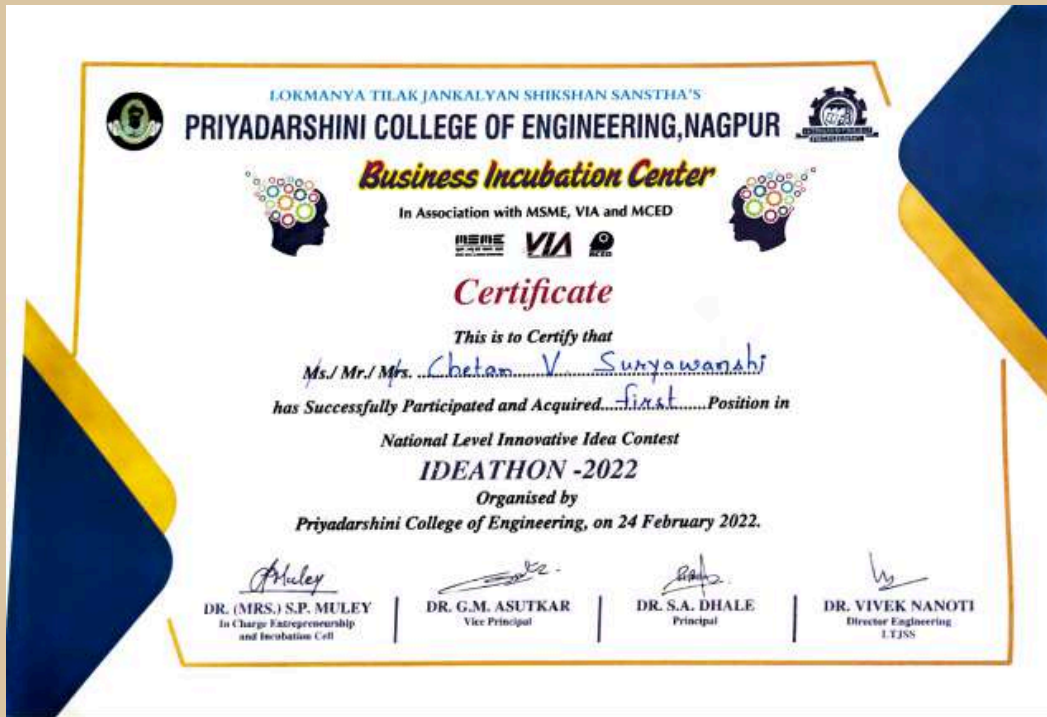 LOKMANYA TILAK JANKALYAN SHIKSHAN SANSTHA'S
PRIYADARSHINI COLLEGE OF ENGINEERING,NAGPUR
Business Incubation Center
In Association with MSME, VIA and MCED
MSME VIA MCED
Certificate
This is to Certify that
Ms./ Mr./ Mrs. Chetan V. Suryawanshi
has Successfully Participated and Acquired first Position in
National Level Innovative Idea Contest
IDEATHON -2022
Organised by
Priyadarshini College of Engineering, on 24 February 2022.
DR. (MRS.) S.P. MULEY
In Charge Entrepreneurship
and Incubation Cell
DR. G.M. ASUTKAR
Vice Principal
DR. S.A. DHALE
Principal
DR. VIVEK NANOTI
Director Engineering
LTJSS